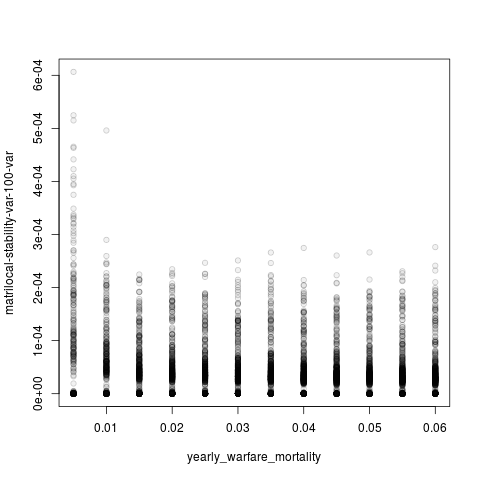 6e-04
5e-04
4e-04
3e-04
2e-04
1e-04
0e+00
matrilocal-stability-var-100-var
0.01 0.02 0.03 0.04 0.05 0.06
yearly_warfare_mortality